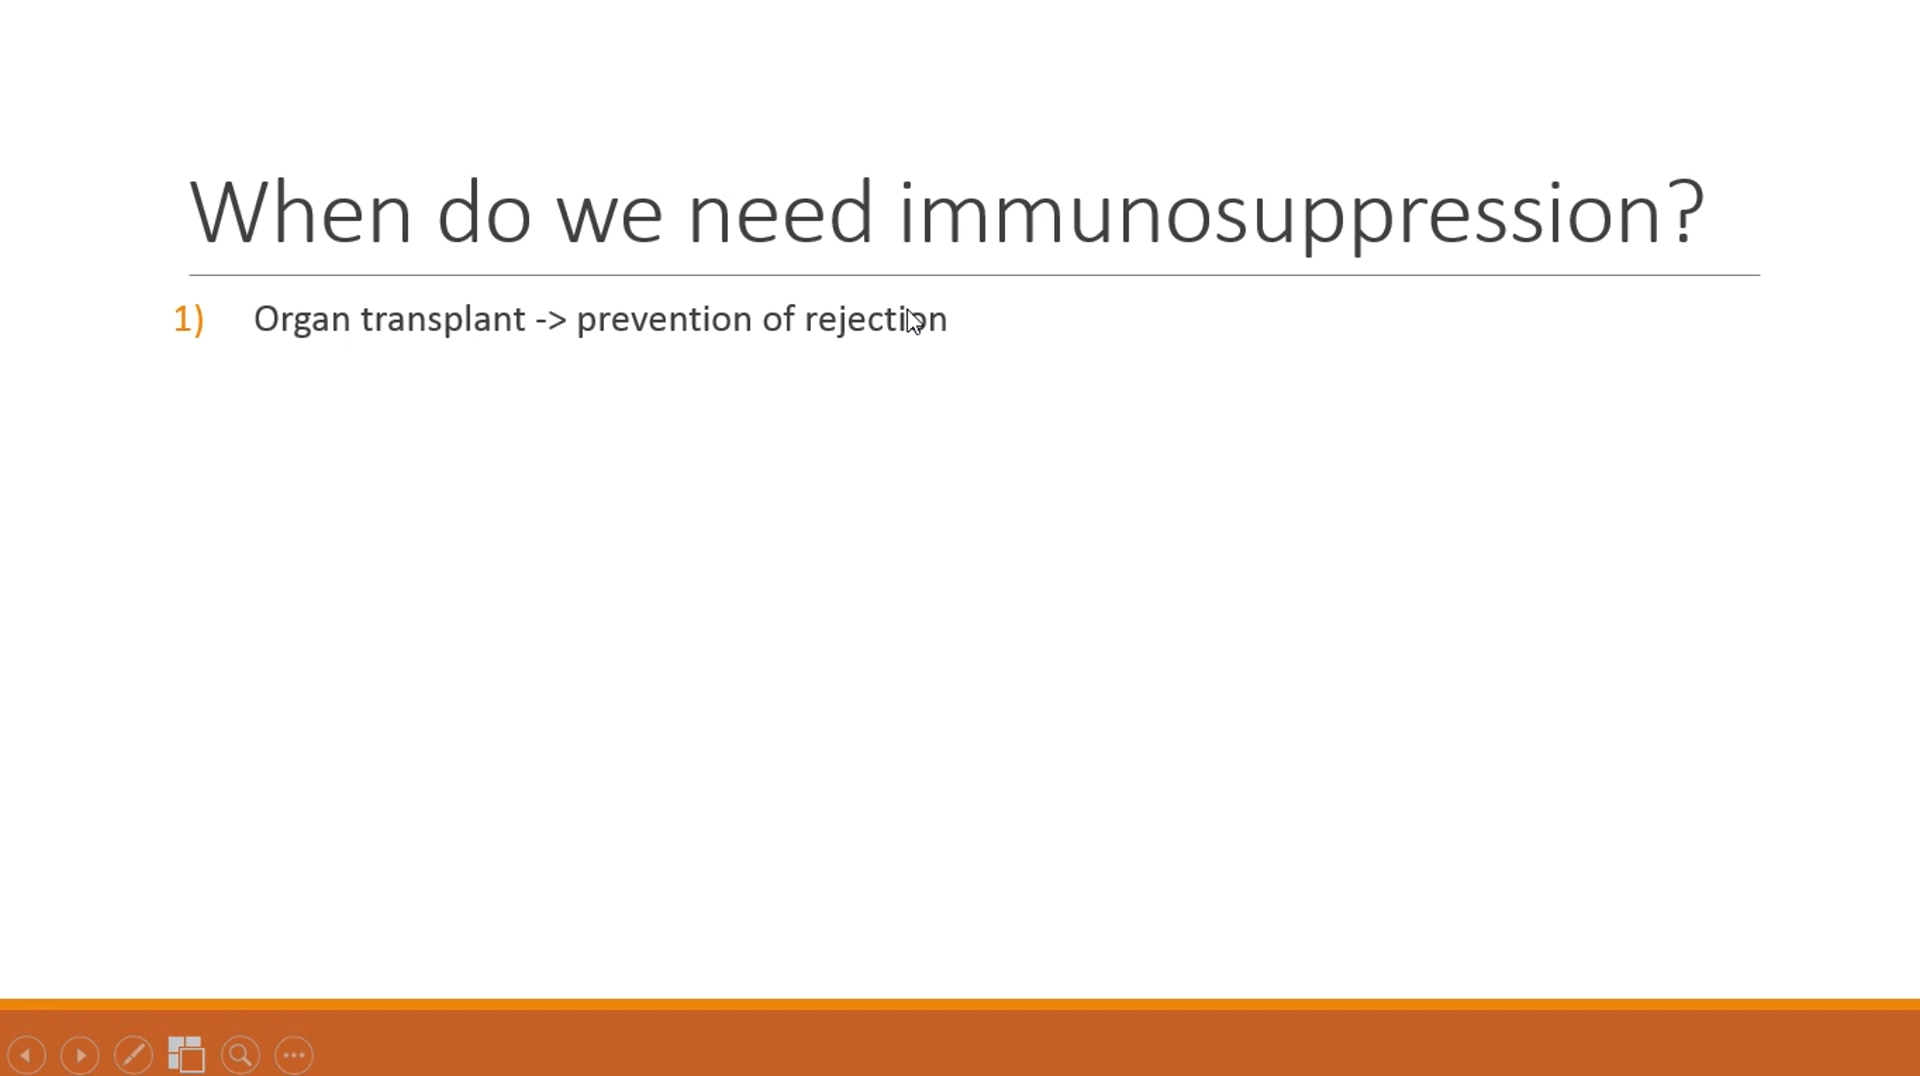 When do we need immunosuppression?
1) Organ transplant -> prevention of rejection